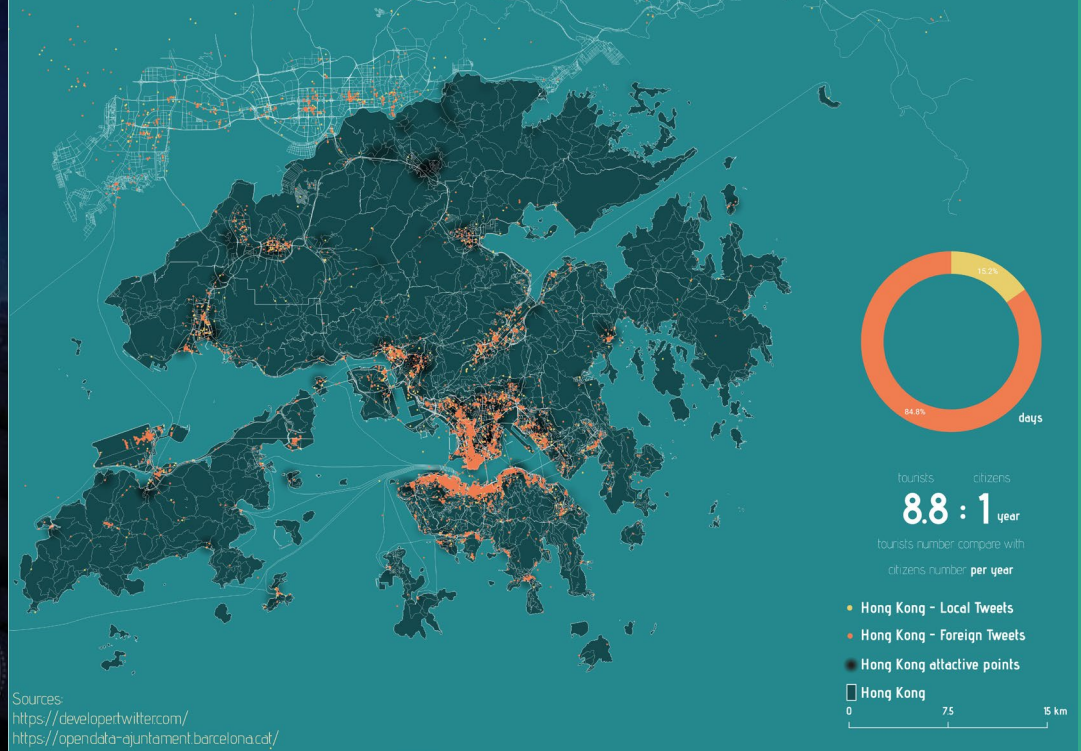 15.2%
84.8%
days
tourists citizens
8.8 : 1 year
tourists number compare with
citizens number per year
Hong Kong - Local Tweets
Hong Kong - Foreign Tweets
Hong Kong attactive points
Hong Kong
0 7.5 15 km
Sources:
https://developertwitter.com/
https://opendata-ajuntament.barcelona.cat/